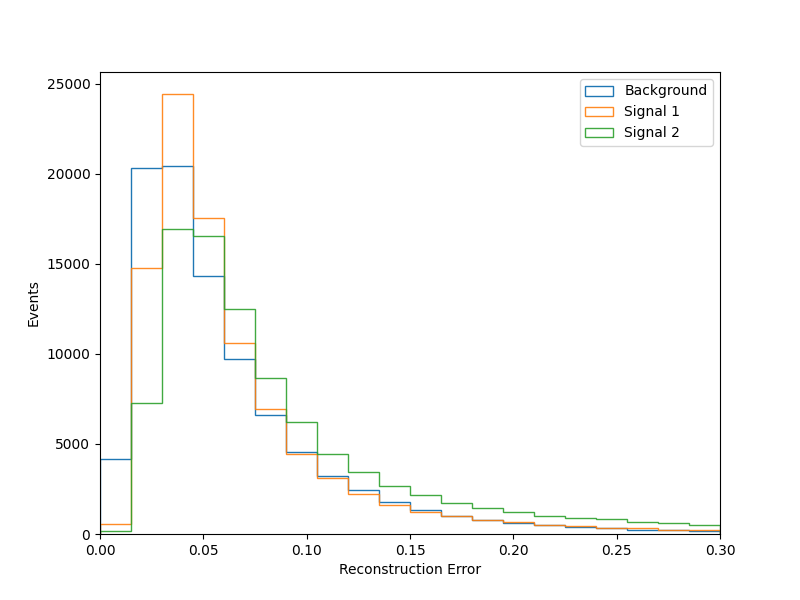 25000
20000
15000
10000
5000
0
Events
0.00 0.05 0.10 0.15 0.20 0.25 0.30
Reconstruction Error
Background
Signal 1
Signal 2